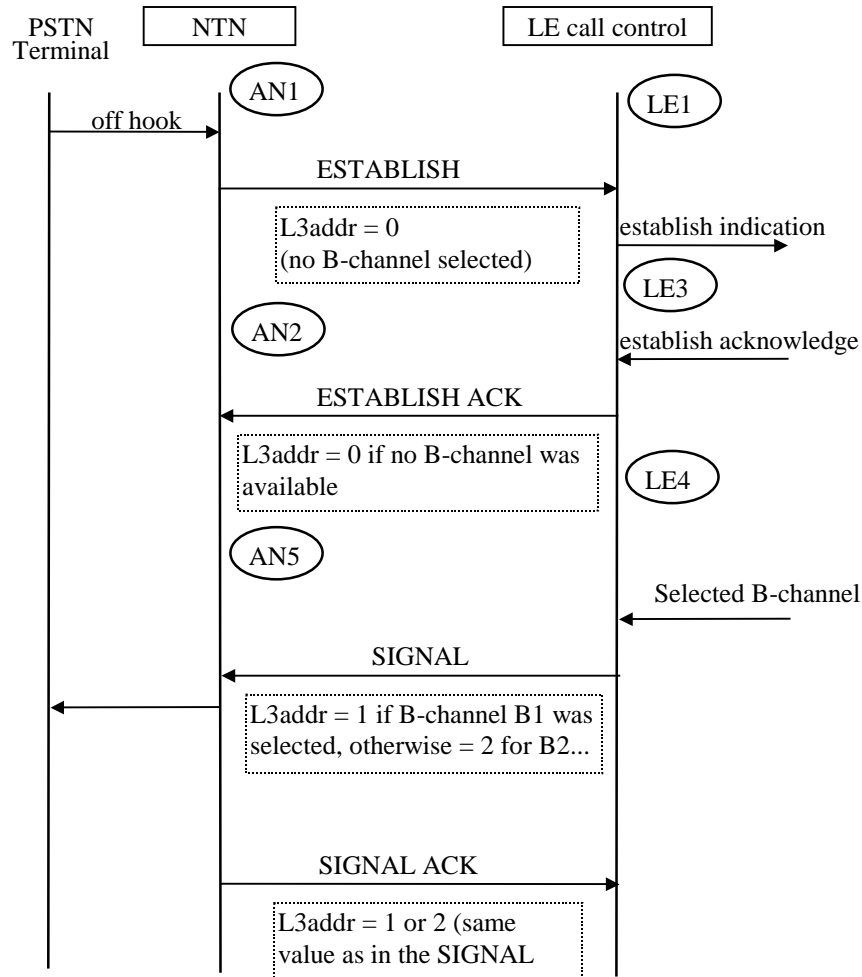 PSTN
Terminal
NTN
LE call control
AN1
LE1
off hook
ESTABLISH
L3addr = 0
(no B-channel selected)
establish indication
LE3
AN2
establish acknowledge
ESTABLISH ACK
L3addr = 0 if no B-channel was
available
LE4
AN5
Selected B-channel
SIGNAL
L3addr = 1 if B-channel B1 was
selected, otherwise = 2 for B2...
SIGNAL ACK
L3addr = 1 or 2 (same
value as in the SIGNAL